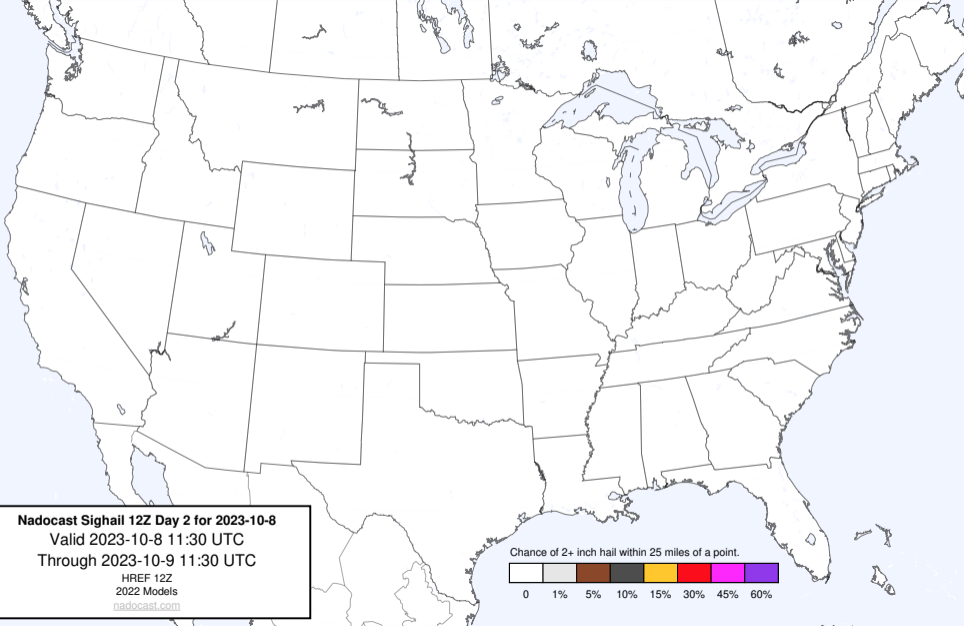 Nadocast Sighail 12Z Day 2 for 2023-10-8
Valid 2023-10-8 11:30 UTC
Through 2023-10-9 11:30 UTC
HREF 12Z
2022 Models
nadocast.com
Chance of 2+ inch hail within 25 miles of a point.
0 1% 5% 10% 15% 30% 45% 60%